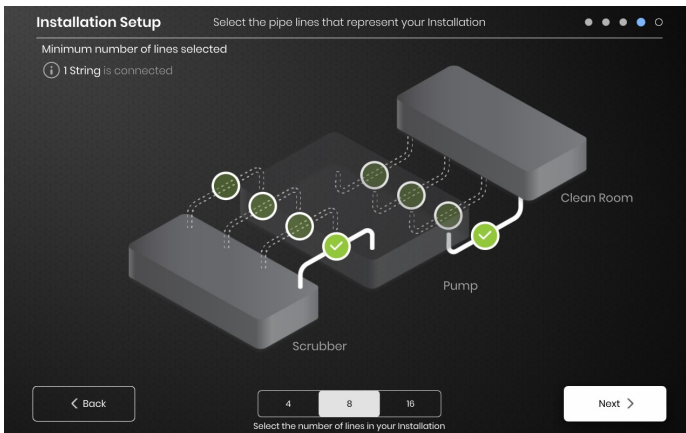 Installation Setup
Select the pipe lines that represent your Installation
Minimum number of lines selected
1 String is connected
Clean Room
Pump
Scrubber
Back
4 8 16
Next
Select the number of lines in your Installation